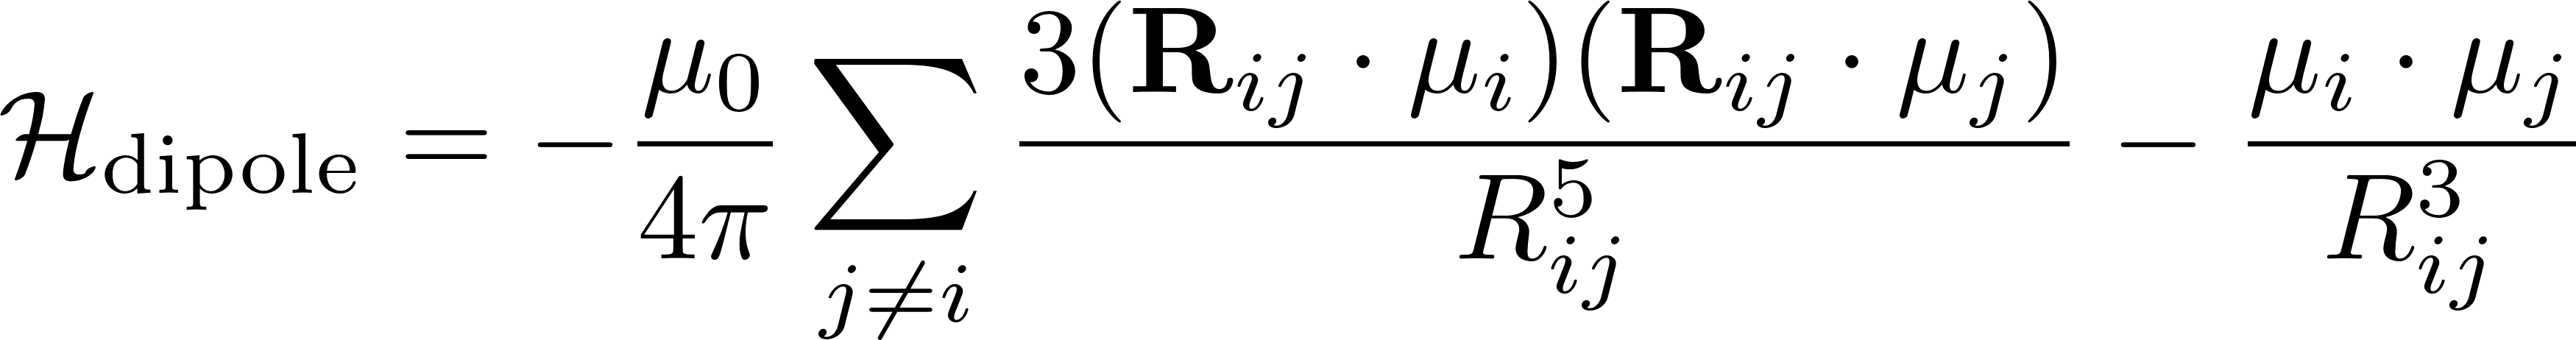 $\mathcal{H}_{\text{dipole}} = -\frac{\mu_0}{4\pi} \sum_{j \neq i} \frac{3(\mathbf{R}_{ij} \cdot \mu_i)(\mathbf{R}_{ij} \cdot \mu_j)}{R_{ij}^5} - \frac{\mu_i \cdot \mu_j}{R_{ij}^3}$